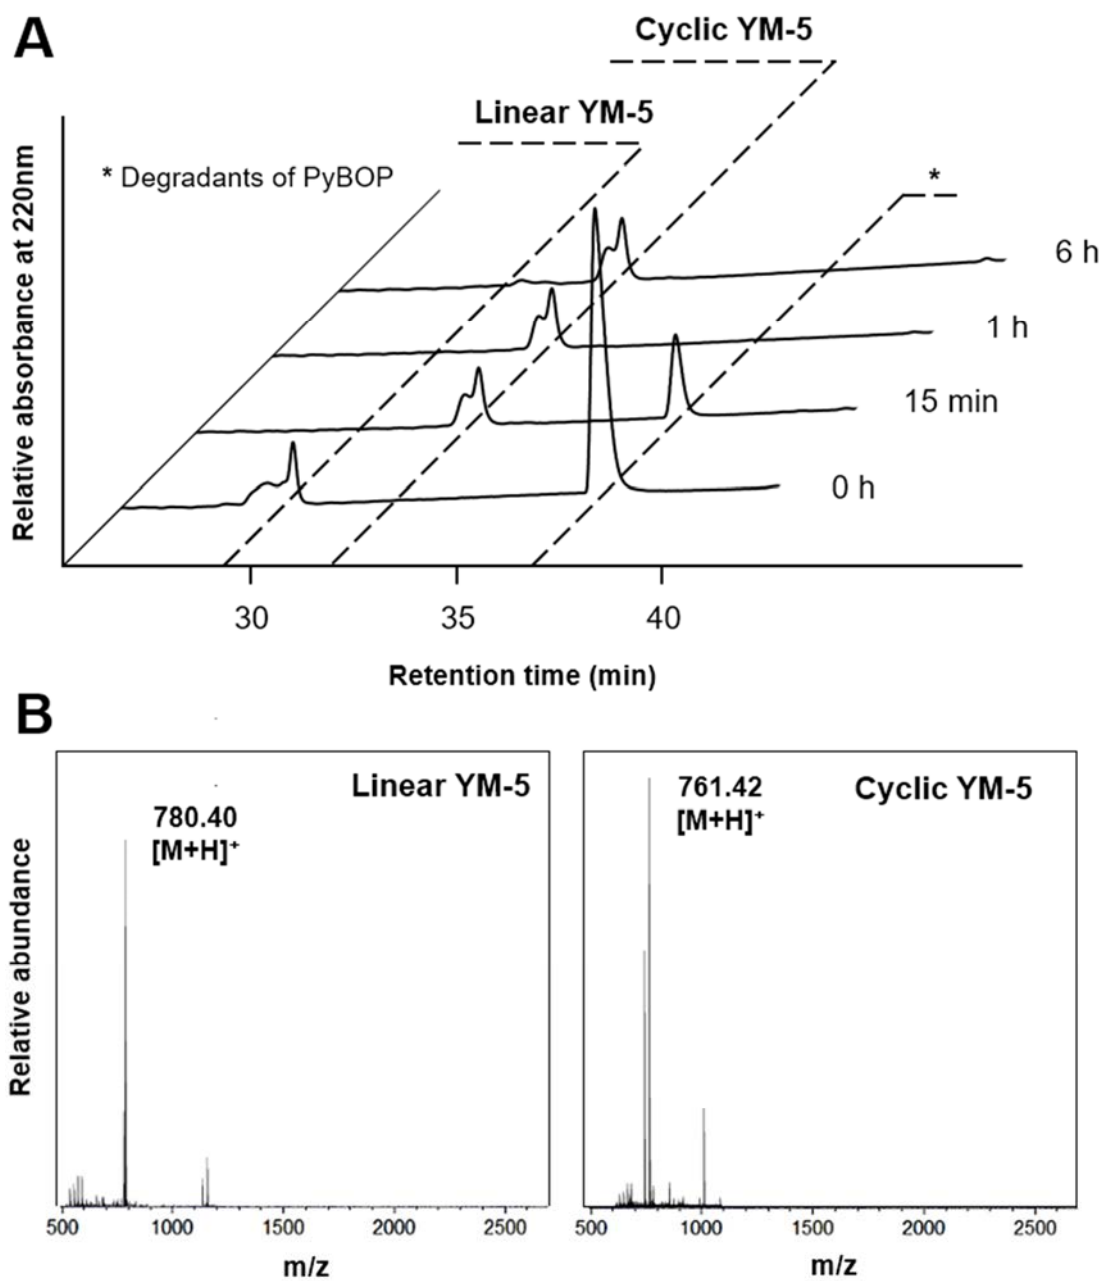 A
Cyclic YM-5
Linear YM-5
* Degradants of PyBOP
*
Relative absorbance at 220nm
6 h
1 h
15 min
0 h
30 35 40
Retention time (min)
B
Linear YM-5
780.40
[M+H]⁺
Cyclic YM-5
761.42
[M+H]⁺
Relative abundance
500 1000 1500 2000 2500
500 1000 1500 2000 2500
m/z
m/z